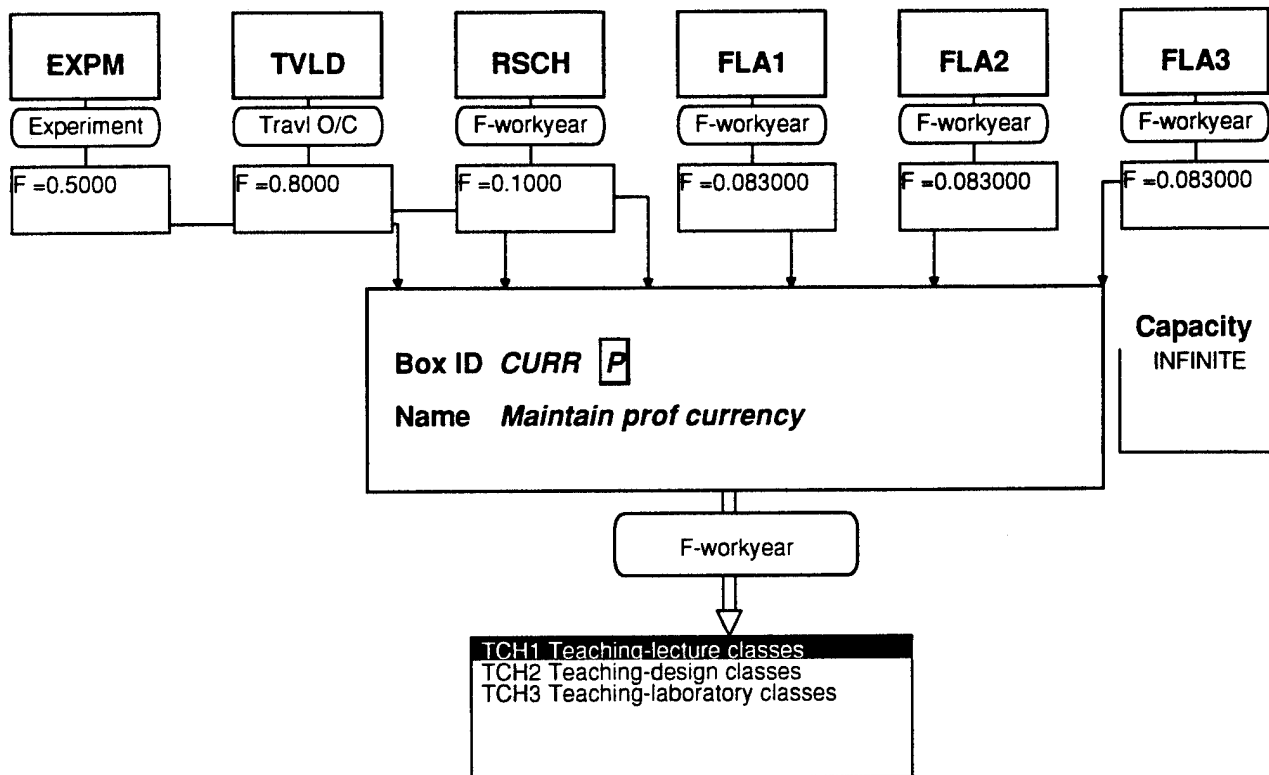 EXPM TVLD RSCH FLA1 FLA2 FLA3
Experiment Travl O/C F-workyear F-workyear F-workyear F-workyear
F =0.5000 F =0.8000 F =0.1000 F =0.083000 F =0.083000 F =0.083000
Capacity
INFINITE
Box ID CURR P
Name Maintain prof currency
F-workyear
TCH1 Teaching-lecture classes
TCH2 Teaching-design classes
TCH3 Teaching-laboratory classes